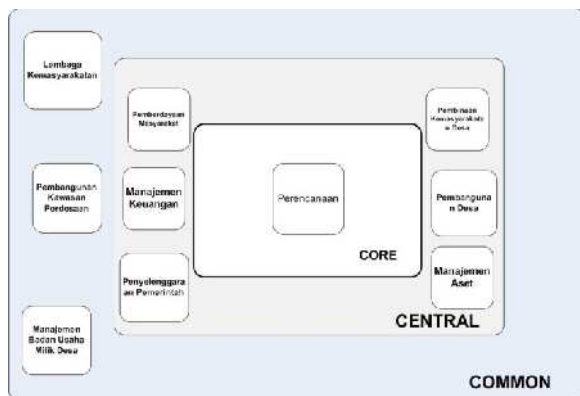 Lembaga
Kemasyarakatan
Pemberdayaan
Masyarakat
Pembinaan
Kemasyarakata
n Desa
Pembangunan
Kawasan
Perdesaan
Manajemen
Keuangan
Perencanaan
Pembanguna
n Desa
CORE
Penyelenggara
an Pemerintah
Manajemen
Aset
CENTRAL
Manajemen
Badan Usaha
Milik Desa
COMMON